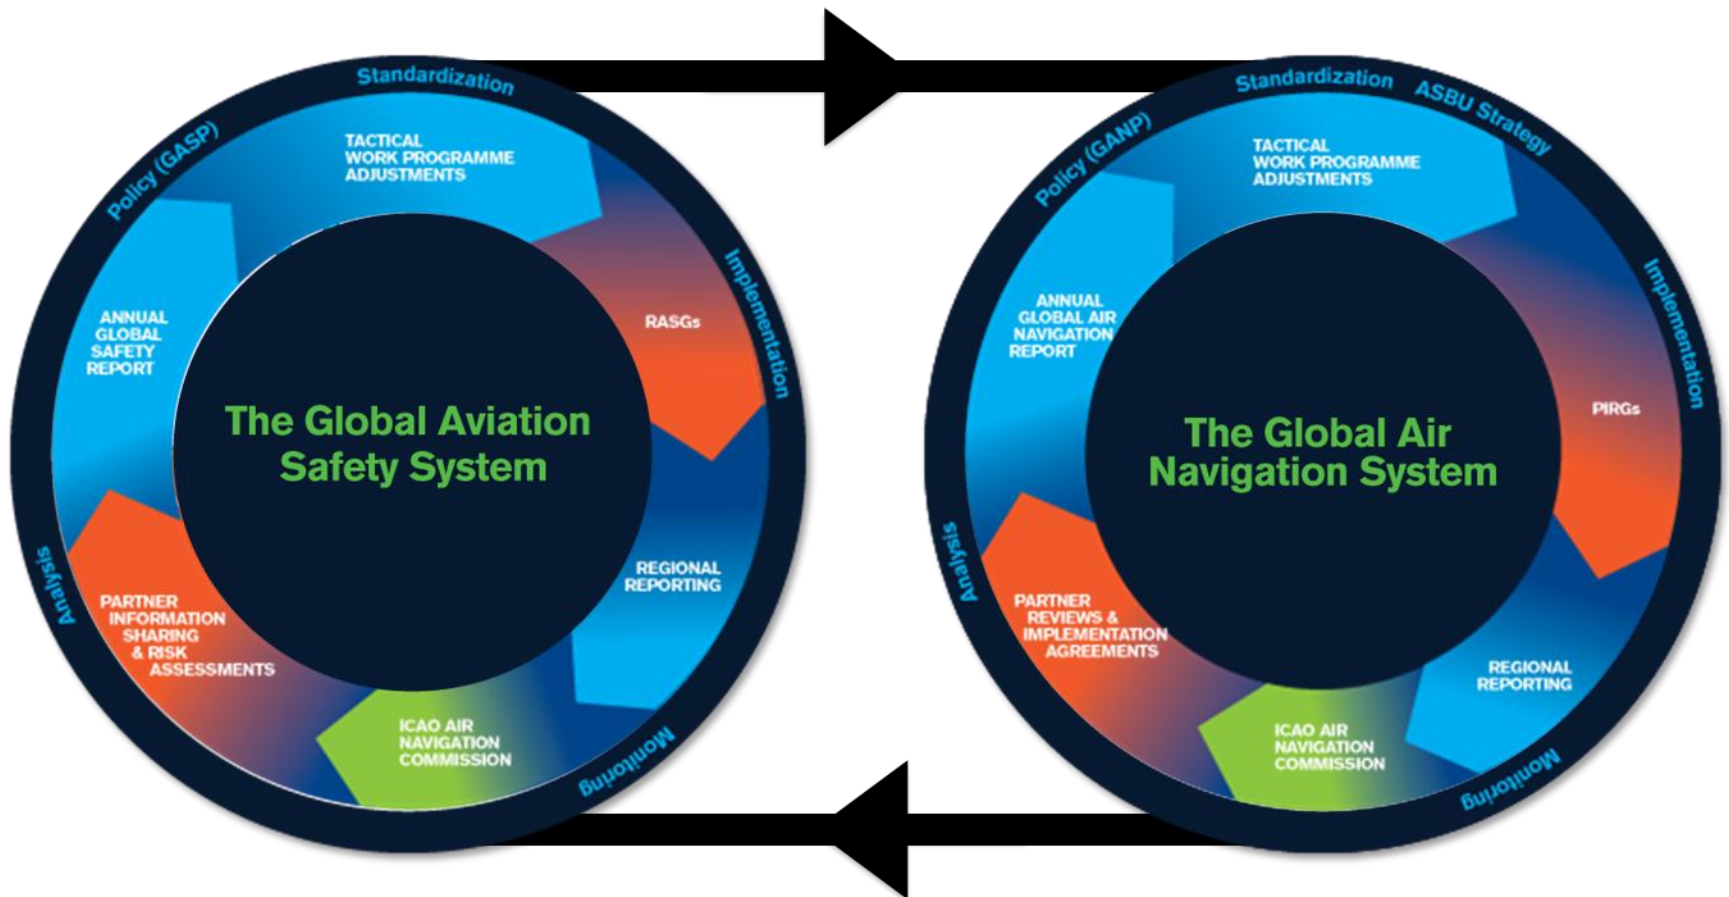 Standardization
Policy (GASP)
TACTICAL
WORK PROGRAMME
ADJUSTMENTS
Implementation
RASGs
ANNUAL
GLOBAL
SAFETY
REPORT
The Global Aviation
Safety System
REGIONAL
REPORTING
Analysis
PARTNER
INFORMATION
SHARING
& RISK
ASSESSMENTS
ICAO AIR
NAVIGATION
COMMISSION
Monitoring
Standardization
ASBU Strategy
Policy (GANP)
TACTICAL
WORK PROGRAMME
ADJUSTMENTS
Implementation
ANNUAL
GLOBAL AIR
NAVIGATION
REPORT
PIRGs
The Global Air
Navigation System
Analysis
PARTNER
REVIEWS &
IMPLEMENTATION
AGREEMENTS
REGIONAL
REPORTING
ICAO AIR
NAVIGATION
COMMISSION
Monitoring